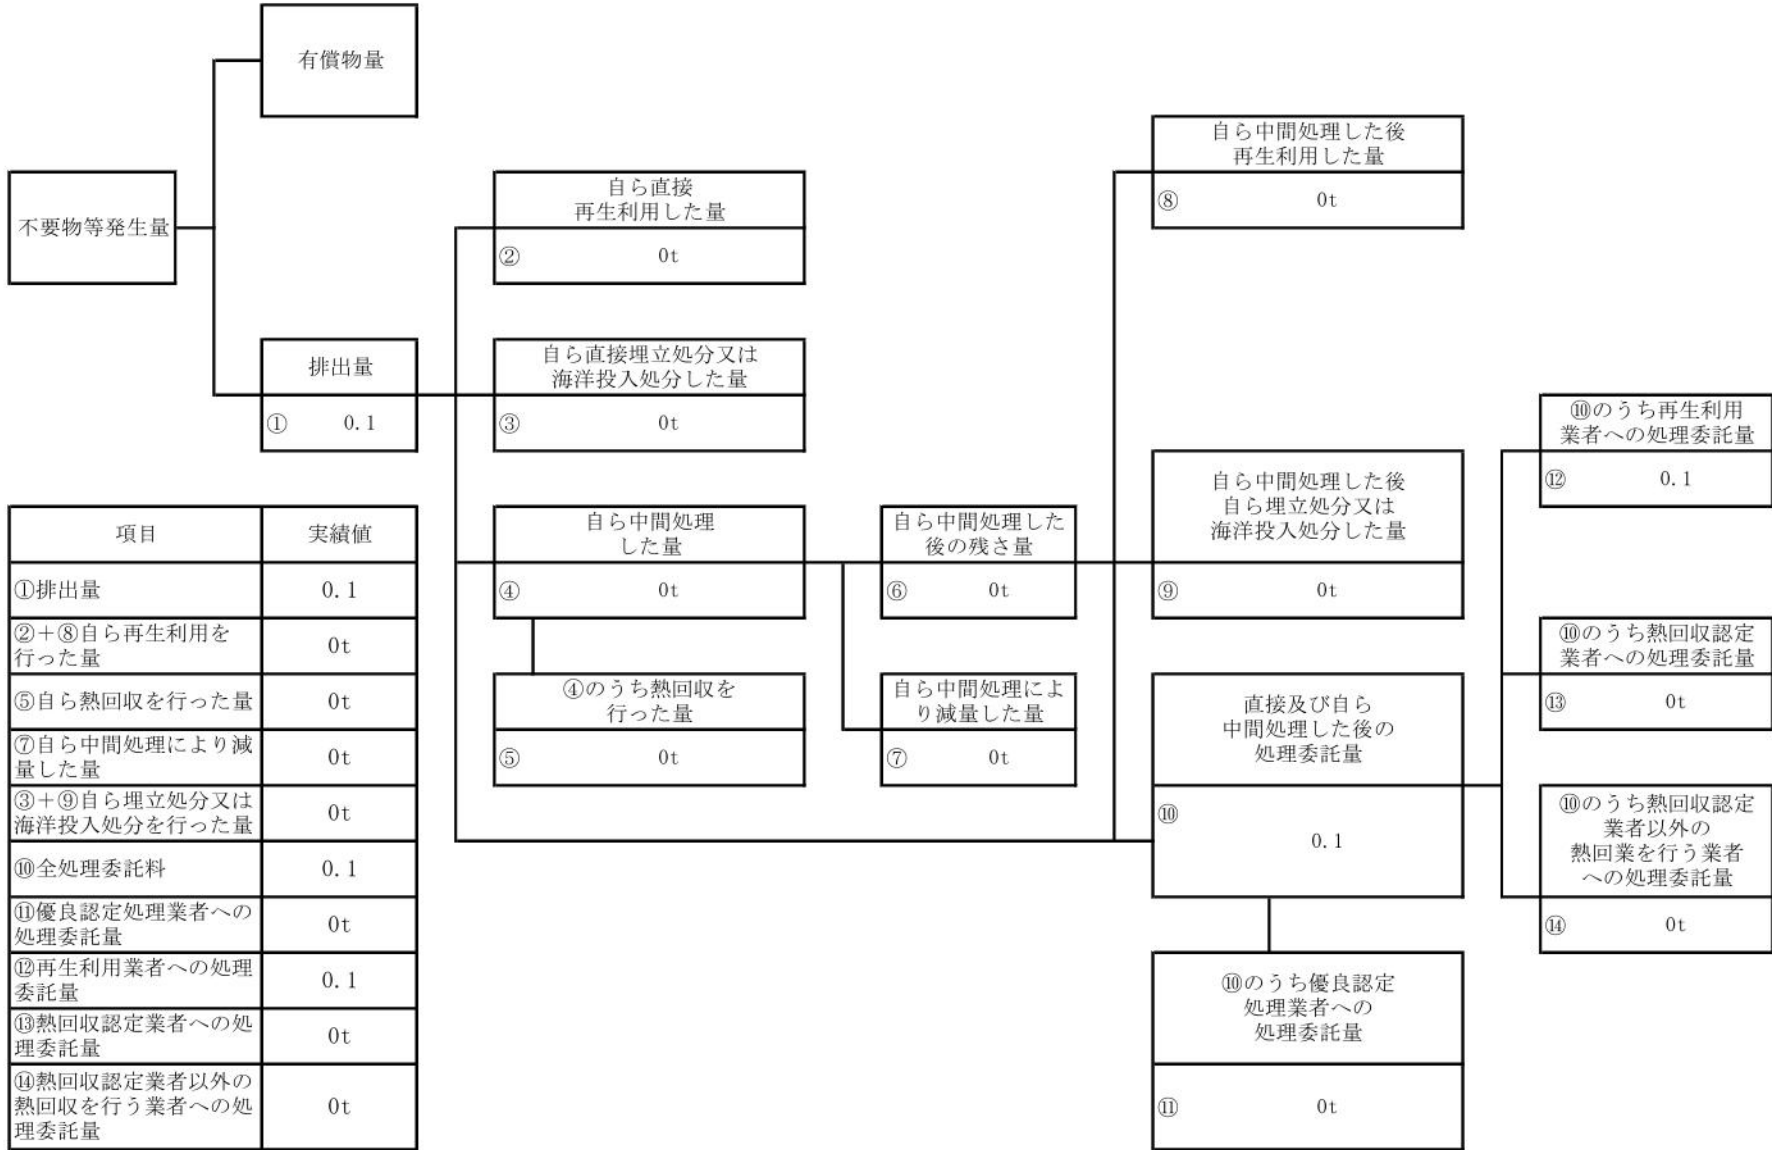 有償物量
不要物等発生量
排出量
① 0.1
自ら直接
再生利用した量
② 0t
自ら直接埋立処分又は
海洋投入処分した量
③ 0t
自ら中間処理
した量
④ 0t
④のうち熱回収を
行った量
⑤ 0t
自ら中間処理した
後の残さ量
⑥ 0t
自ら中間処理によ
り減量した量
⑦ 0t
自ら中間処理した後
再生利用した量
⑧ 0t
自ら中間処理した後
自ら埋立処分又は
海洋投入処分した量
⑨ 0t
直接及び自ら
中間処理した後の
処理委託量
⑩
0.1
⑩のうち優良認定
処理業者への
処理委託量
⑪ 0t
⑩のうち再生利用
業者への処理委託量
⑫ 0.1
⑩のうち熱回収認定
業者への処理委託量
⑬ 0t
⑩のうち熱回収認定
業者以外の
熱回業を行う業者
への処理委託量
⑭ 0t
項目 実績値
①排出量 0.1
②+⑧自ら再生利用を
行った量 0t
⑤自ら熱回収を行った量 0t
⑦自ら中間処理により減
量した量 0t
③+⑨自ら埋立処分又は
海洋投入処分を行った量 0t
⑩全処理委託料 0.1
⑪優良認定処理業者への
処理委託量 0t
⑫再生利用業者への処理
委託量 0.1
⑬熱回収認定業者への処
理委託量 0t
⑭熱回収認定業者以外の
熱回収を行う業者への処
理委託量 0t